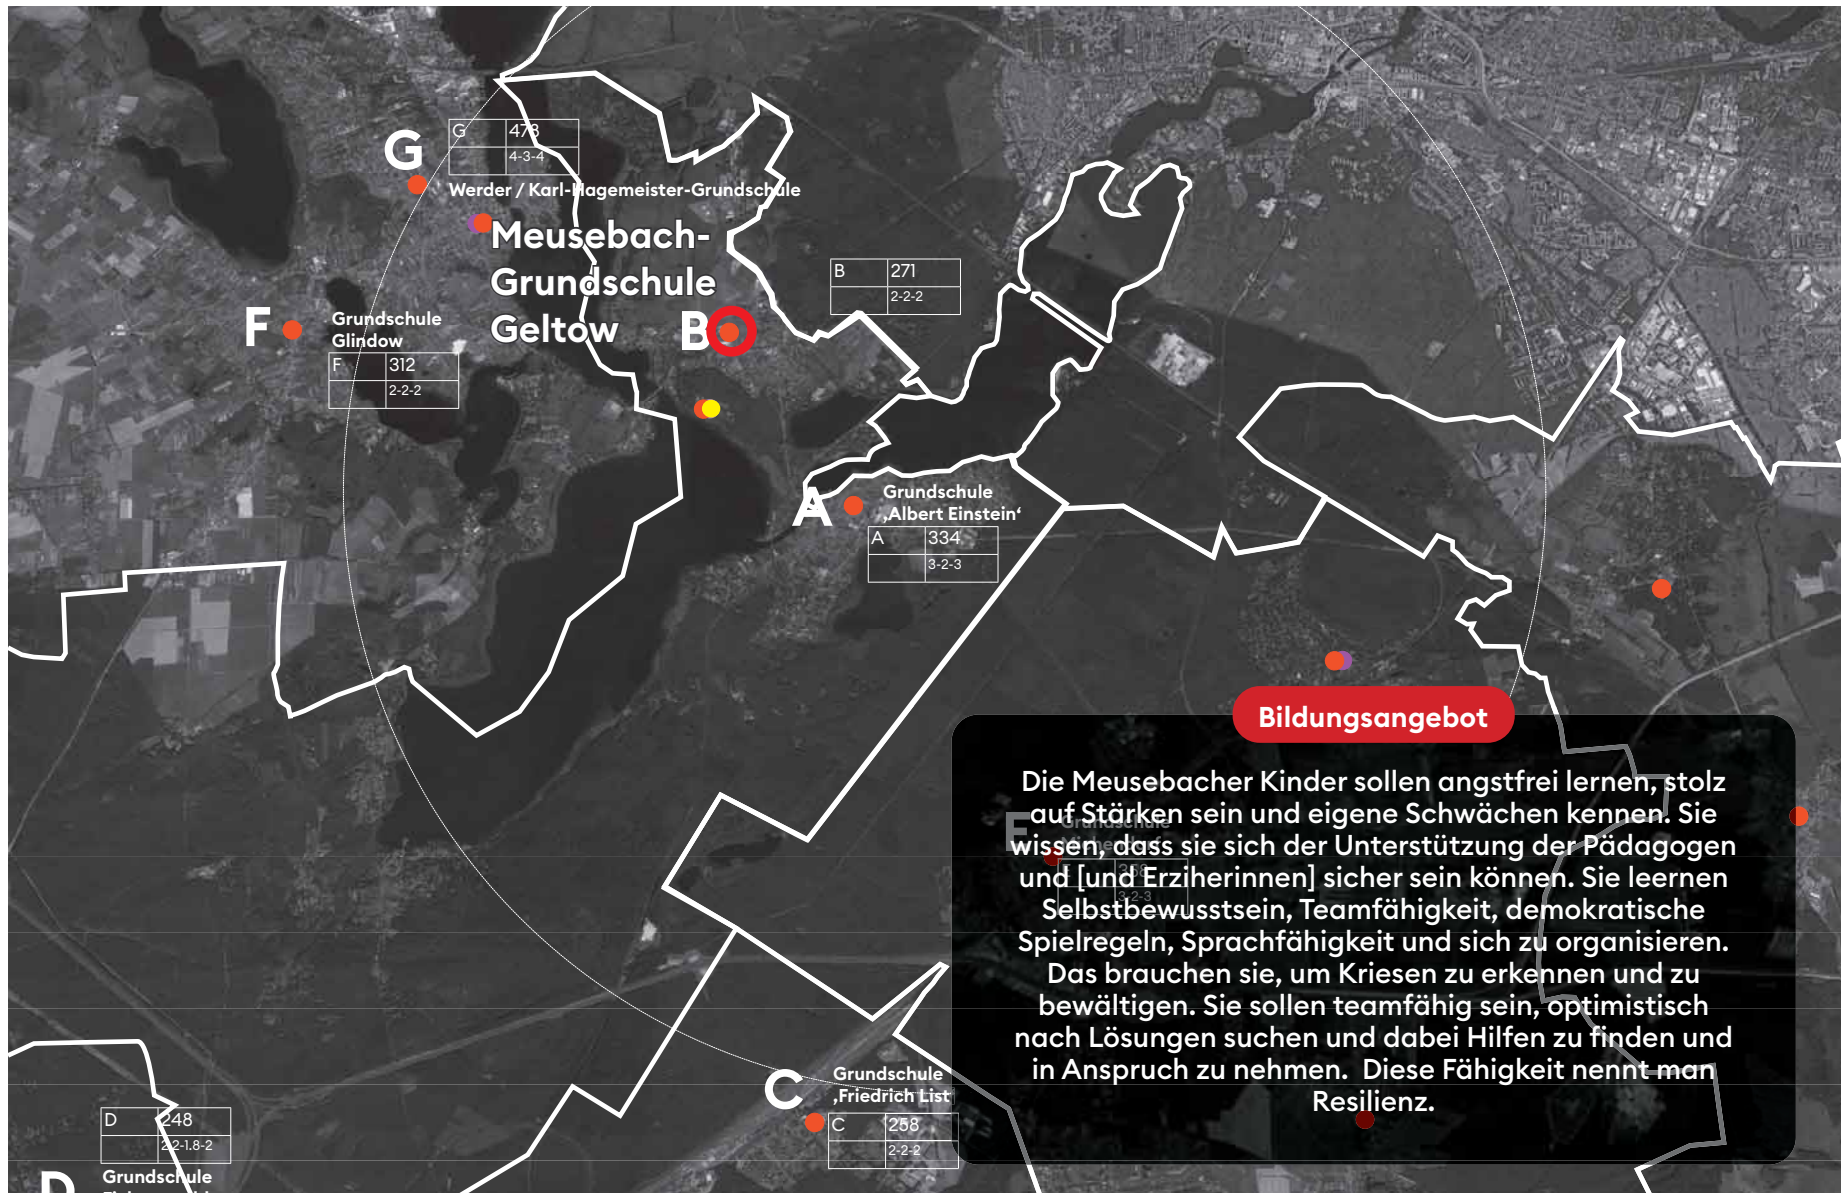 G
G 473
4-3-4
Werder / Karl-Hagemeister-Grundschule
Meusebach-
Grundschule
Geltow
B
B 271
2-2-2
F
Grundschule
Glindow
F 312
2-2-2
A
Grundschule
‚Albert Einstein‘
A 334
3-2-3
Bildungsangebot
Die Meusebacher Kinder sollen angstfrei lernen, stolz
auf Stärken sein und eigene Schwächen kennen. Sie
wissen, dass sie sich der Unterstützung der Pädagogen
und [und Erziherinnen] sicher sein können. Sie leernen
Selbstbewusstsein, Teamfähigkeit, demokratische
Spielregeln, Sprachfähigkeit und sich zu organisieren.
Das brauchen sie, um Kriesen zu erkennen und zu
bewältigen. Sie sollen teamfähig sein, optimistisch
nach Lösungen suchen und dabei Hilfen zu finden und
in Anspruch zu nehmen. Diese Fähigkeit nennt man
Resilienz.
E
Grundschule
E 258
3-2-3
C
Grundschule
‚Friedrich List
C 258
2-2-2
D 248
2-2-1.8-2
D
Grundschule